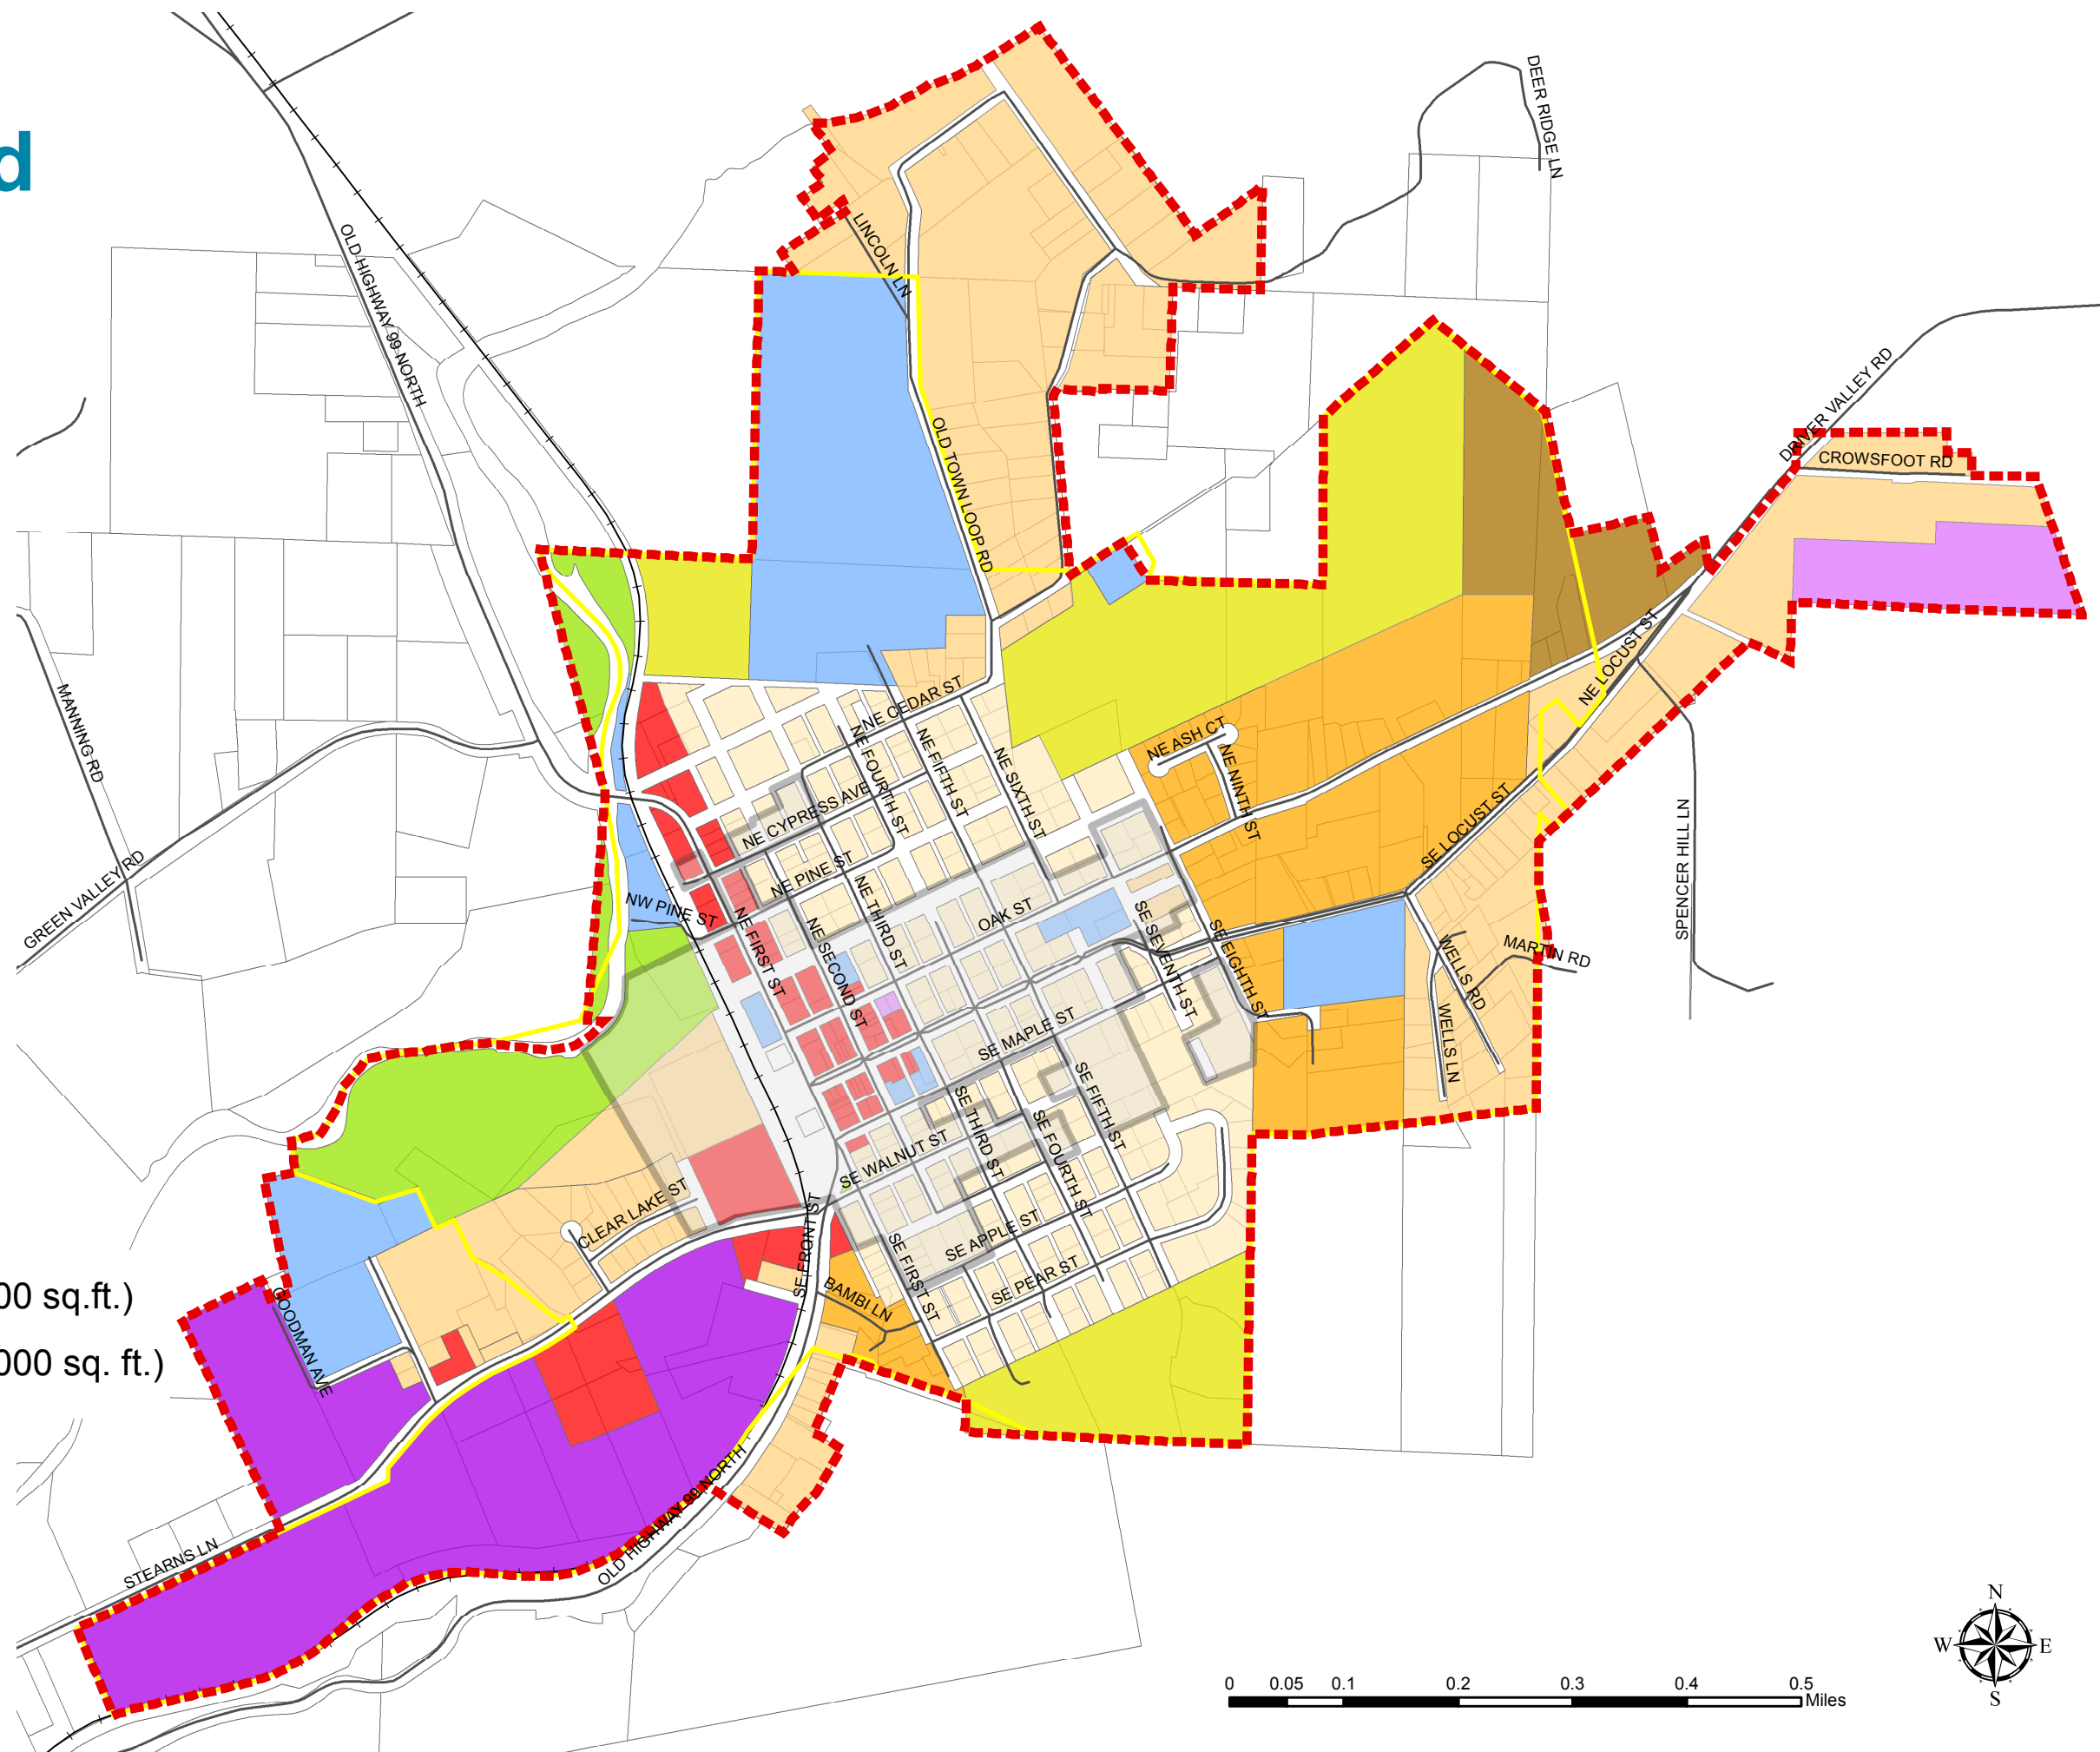 d
DEER RIDGE LN
OLD HIGHWAY 99 NORTH
LINCOLN LN
DRIVER VALLEY RD
CROWSFOOT RD
OLD TOWN LOOP RD
NE LOCUST ST
MANNING RD
NE CEDAR ST
NE ASH CT
NE FOURTH ST
NE FIFTH ST
NE SIXTH ST
NE NINTH ST
NE CYPRESS AVE
SE LOCUST ST
SPENCER HILL LN
GREEN VALLEY RD
NE PINE ST
NW PINE ST
NE FIRST ST
NE SECOND ST
NE THIRD ST
OAK ST
SE SEVENTH ST
SE EIGHTH ST
WELLS RD
MARTIN RD
WELLS LN
SE MAPLE ST
SE FIFTH ST
SE THIRD ST
SE FOURTH ST
SE WALNUT ST
CLEAR LAKE ST
SE FRONT ST
SE FIRST ST
SE APPLE ST
SE PEAR ST
BAMBI LN
00 sq.ft.)
000 sq. ft.)
GOODMAN AVE
OLD HIGHWAY 99 NORTH
STEARNS LN
N
W E
S
0 0.05 0.1 0.2 0.3 0.4 0.5
Miles